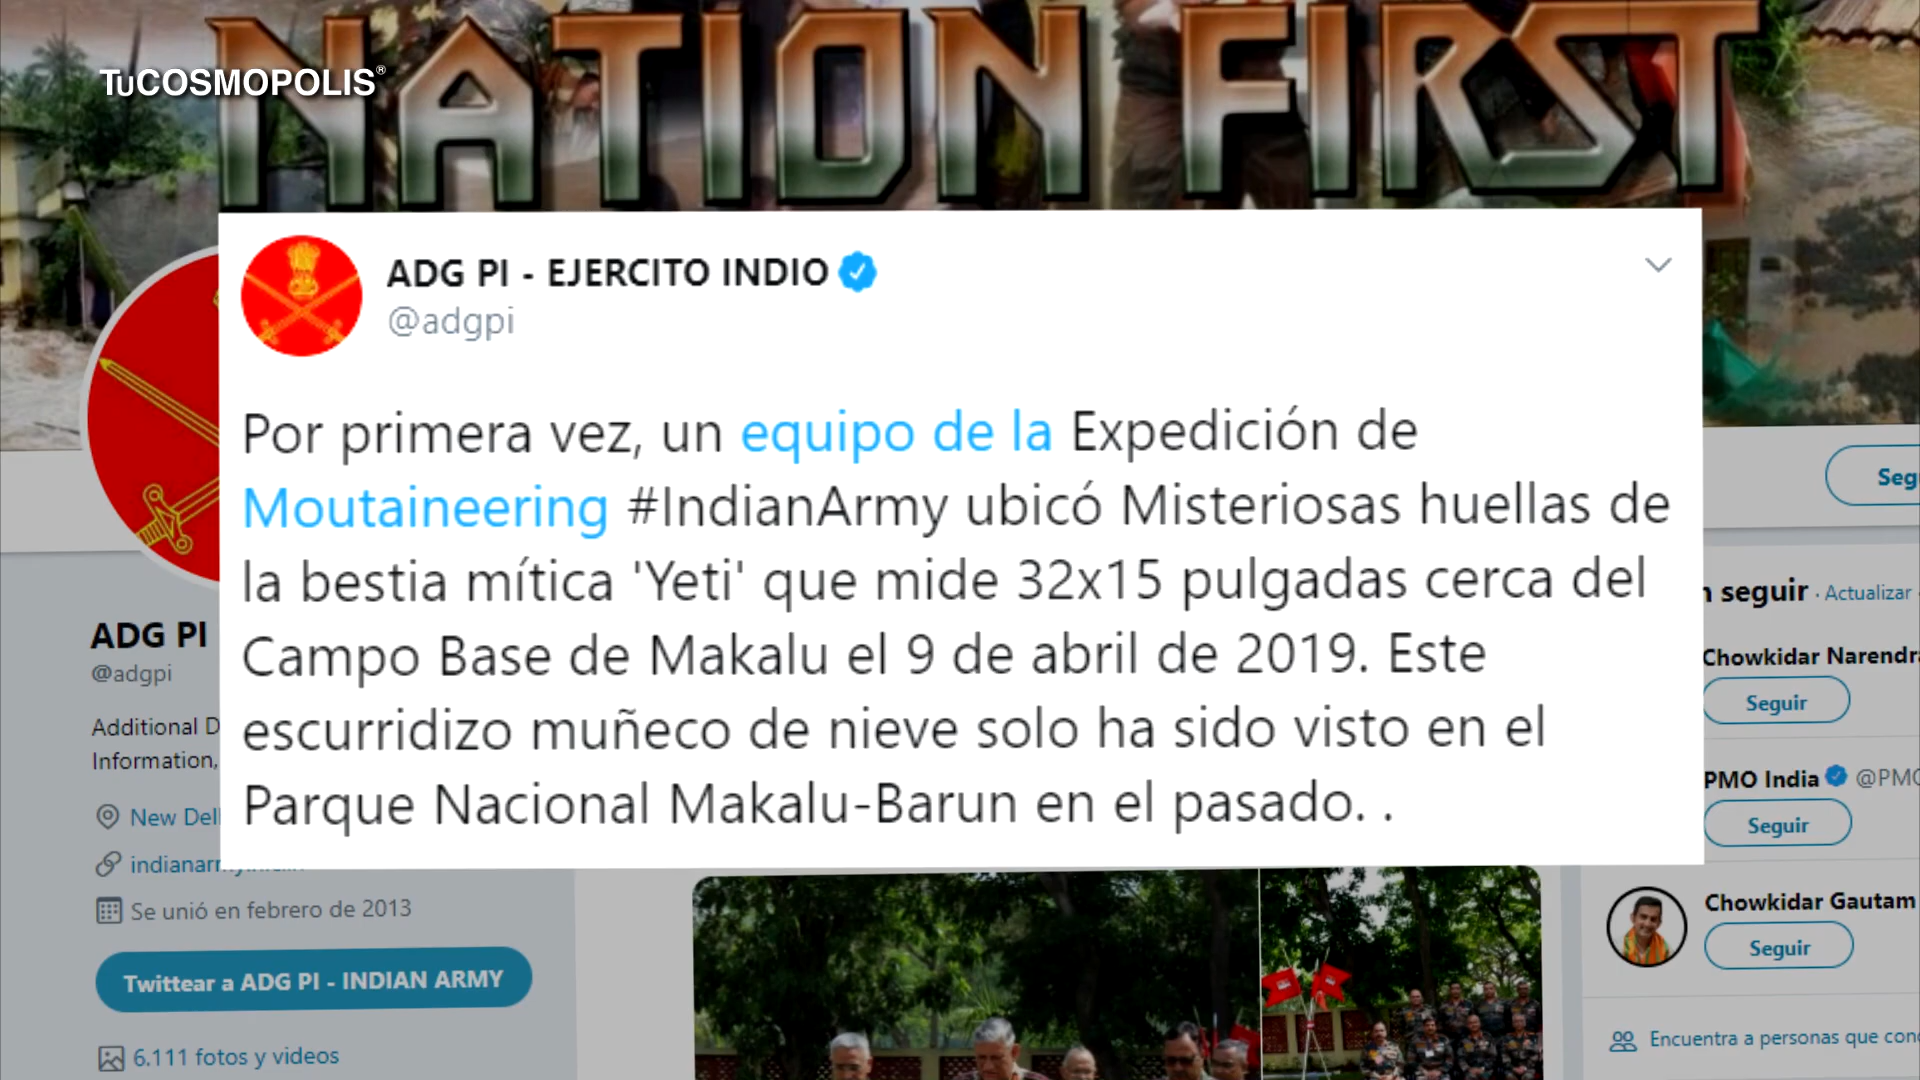 NATION FIRST
TuCOSMOPOLIS®
ADG PI - EJERCITO INDIO
@adgpi
Por primera vez, un equipo de la Expedición de
Moutaineering #IndianArmy ubicó Misteriosas huellas de
la bestia mítica 'Yeti' que mide 32x15 pulgadas cerca del
Campo Base de Makalu el 9 de abril de 2019. Este
escurridizo muñeco de nieve solo ha sido visto en el
Parque Nacional Makalu-Barun en el pasado. .
ADG PI
@adgpi
Additional D
Information,
New Del
Se unió en febrero de 2013
Twittear a ADG PI - INDIAN ARMY
6.111 fotos y videos
Seg
seguir · Actualizar
Chowkidar Narendr
Seguir
PMO India @PMO
Seguir
Chowkidar Gautam
Seguir
Encuentra a personas que con